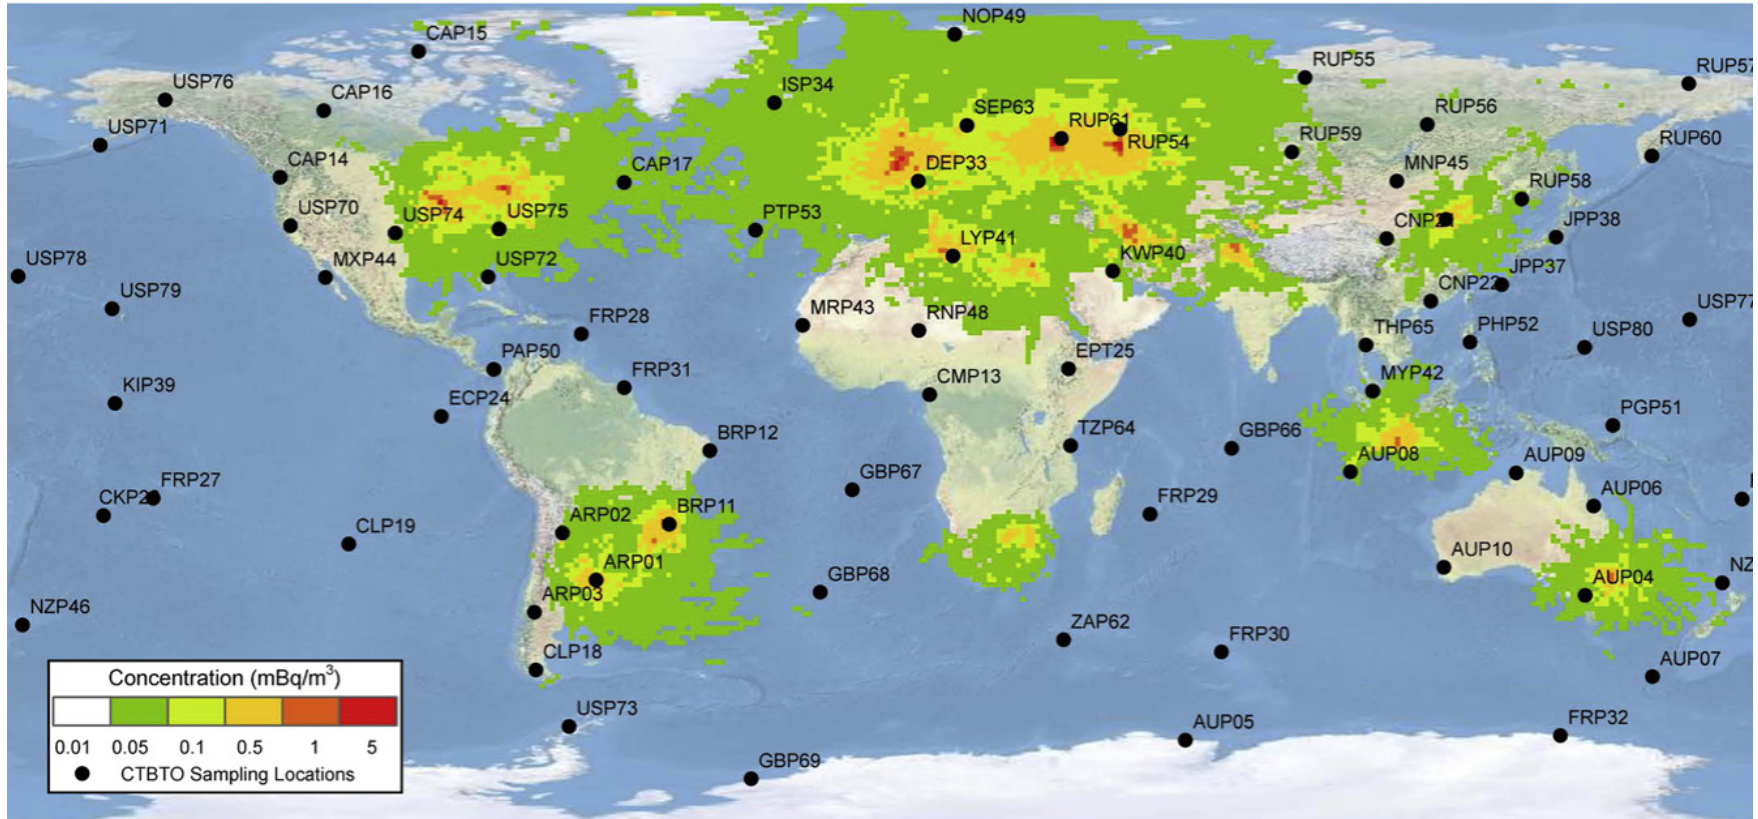 NOP49
CAP15
RUP55
RUP57
USP76
CAP16
ISP34
SEP63
RUP61
RUP56
USP71
RUP54
RUP59
RUP60
CAP14
CAP17
DEP33
MNP45
RUP58
USP70
USP74
USP75
PTP53
CNP21
JPP38
LYP41
KWP40
USP78
MXP44
USP72
JPP37
USP79
CNP22
USP77
FRP28
MRP43
RNP48
THP65
PHP52
USP80
PAP50
EPT25
KIP39
FRP31
CMP13
MYP42
ECP24
PGP51
BRP12
TZP64
GBP66
AUP08
AUP09
CKP2
FRP27
GBP67
FRP29
AUP06
ARP02
BRP11
CLP19
ARP01
AUP10
GBP68
AUP04
NZ
ARP03
NZP46
ZAP62
FRP30
CLP18
AUP07
Concentration (mBq/m³)
0.01 0.05 0.1 0.5 1 5
CTBTO Sampling Locations
USP73
AUP05
FRP32
GBP69